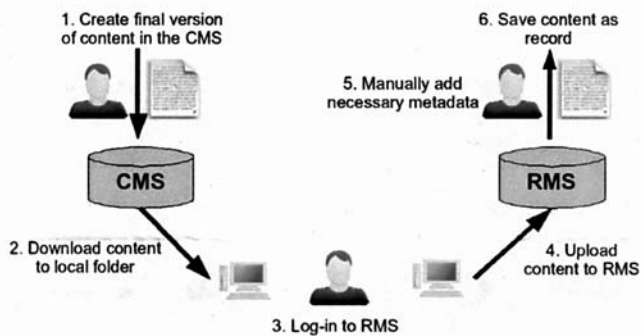 1. Create final version
of content in the CMS
6. Save content as
record
5. Manually add
necessary metadata
CMS
RMS
2. Download content
to local folder
4. Upload
content to RMS
3. Log-in to RMS